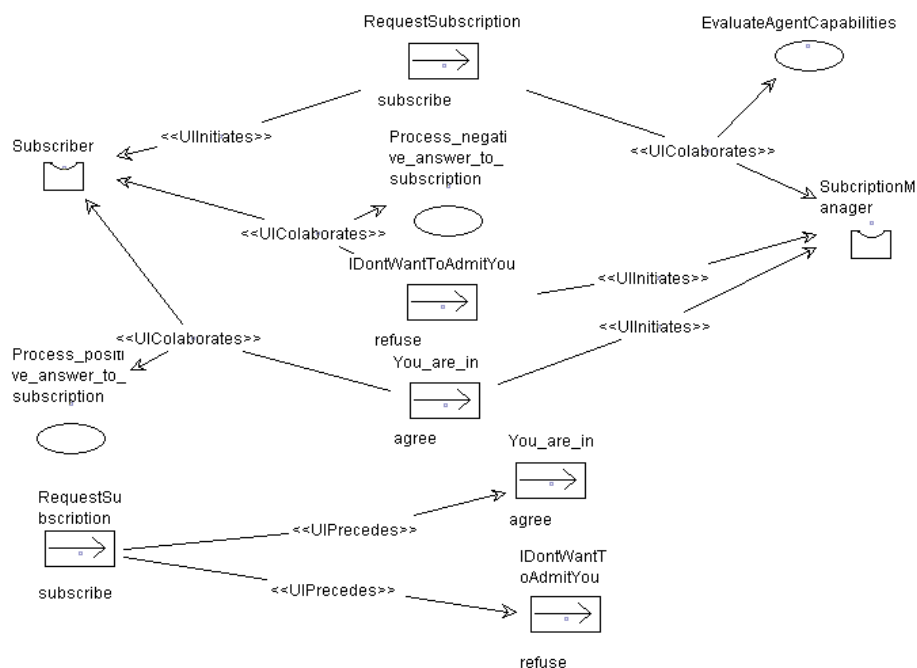 RequestSubscription
EvaluateAgentCapabilities
subscribe
<<UIInitiates>>
Process_negati
ve_answer_to_
subscription
Subscriber
<<UIColaborates>>
SubcriptionM
anager
<<UIColaborates>>
IDontWantToAdmitYou
<<UIInitiates>>
refuse
<<UIInitiates>>
<<UIColaborates>>
Process_positi
ve_answer_to_
subscription
You_are_in
agree
You_are_in
RequestSu
bscription
<<UIPrecedes>>
agree
IDontWantT
oAdmitYou
subscribe
<<UIPrecedes>>
refuse